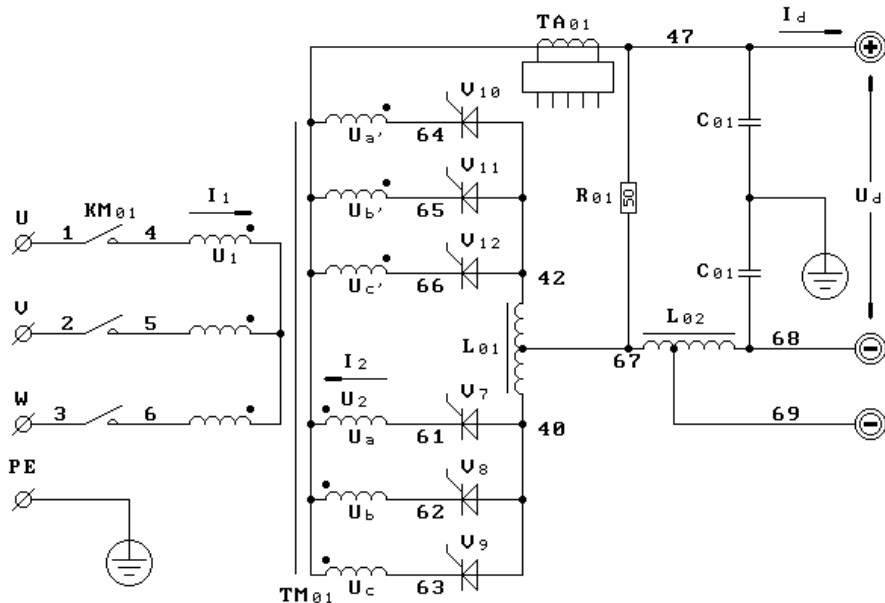 TA01
47
Id
V10
Ua'
64
C01
V11
Ub'
65
R01
50
Ud
U
KM01
I1
1
4
U1
V12
Uc'
66
42
C01
V
2
5
L01
L02
67
68
W
3
6
I2
U2
Ua
61
V7
40
69
PE
V8
Ub
62
V9
Uc
63
TM01